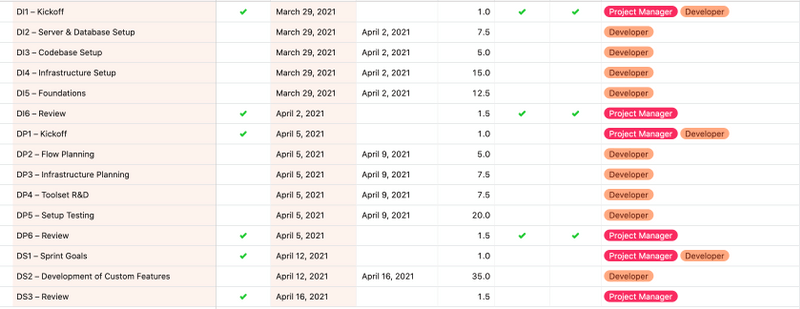 DI1 – Kickoff ✓ March 29, 2021 1.0 ✓ ✓ Project Manager Developer
DI2 – Server & Database Setup March 29, 2021 April 2, 2021 7.5 Developer
DI3 – Codebase Setup March 29, 2021 April 2, 2021 5.0 Developer
DI4 – Infrastructure Setup March 29, 2021 April 2, 2021 15.0 Developer
DI5 – Foundations March 29, 2021 April 2, 2021 12.5 Developer
DI6 – Review ✓ April 2, 2021 1.5 ✓ ✓ Project Manager
DP1 – Kickoff ✓ April 5, 2021 1.0 Project Manager Developer
DP2 – Flow Planning April 5, 2021 April 9, 2021 5.0 Developer
DP3 – Infrastructure Planning April 5, 2021 April 9, 2021 7.5 Developer
DP4 – Toolset R&D April 5, 2021 April 9, 2021 7.5 Developer
DP5 – Setup Testing April 5, 2021 April 9, 2021 20.0 Developer
DP6 – Review ✓ April 5, 2021 1.5 ✓ ✓ Project Manager
DS1 – Sprint Goals ✓ April 12, 2021 1.0 Project Manager Developer
DS2 – Development of Custom Features April 12, 2021 April 16, 2021 35.0 Developer
DS3 – Review ✓ April 16, 2021 1.5 Project Manager